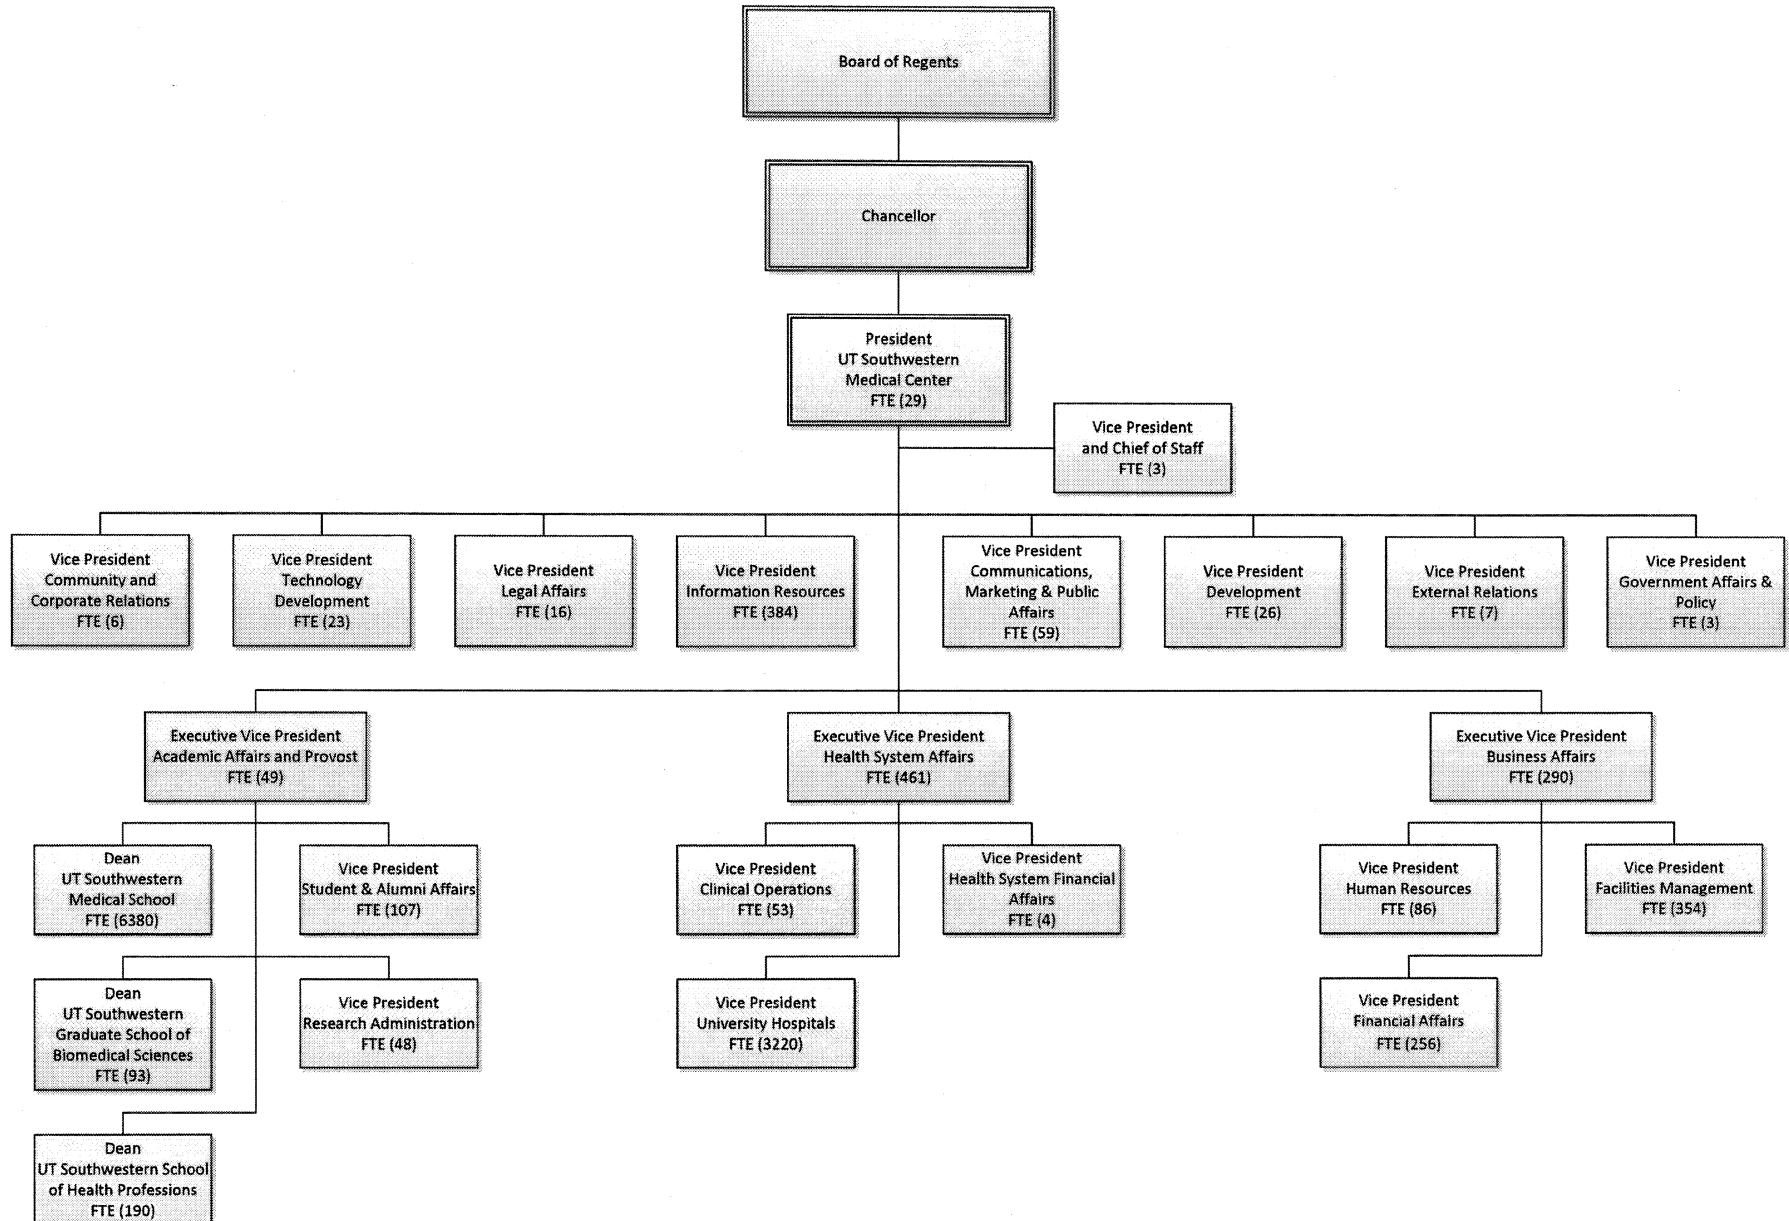 Board of Regents
Chancellor
President
UT Southwestern
Medical Center
FTE (29)
Vice President
and Chief of Staff
FTE (3)
Vice President
Community and
Corporate Relations
FTE (6)
Vice President
Technology
Development
FTE (23)
Vice President
Legal Affairs
FTE (16)
Vice President
Information Resources
FTE (384)
Vice President
Communications,
Marketing & Public
Affairs
FTE (59)
Vice President
Development
FTE (26)
Vice President
External Relations
FTE (7)
Vice President
Government Affairs &
Policy
FTE (3)
Executive Vice President
Academic Affairs and Provost
FTE (49)
Executive Vice President
Health System Affairs
FTE (461)
Executive Vice President
Business Affairs
FTE (290)
Dean
UT Southwestern
Medical School
FTE (6380)
Vice President
Student & Alumni Affairs
FTE (107)
Vice President
Clinical Operations
FTE (53)
Vice President
Health System Financial
Affairs
FTE (4)
Vice President
Human Resources
FTE (86)
Vice President
Facilities Management
FTE (354)
Dean
UT Southwestern
Graduate School of
Biomedical Sciences
FTE (93)
Vice President
Research Administration
FTE (48)
Vice President
University Hospitals
FTE (3220)
Vice President
Financial Affairs
FTE (256)
Dean
UT Southwestern School
of Health Professions
FTE (190)